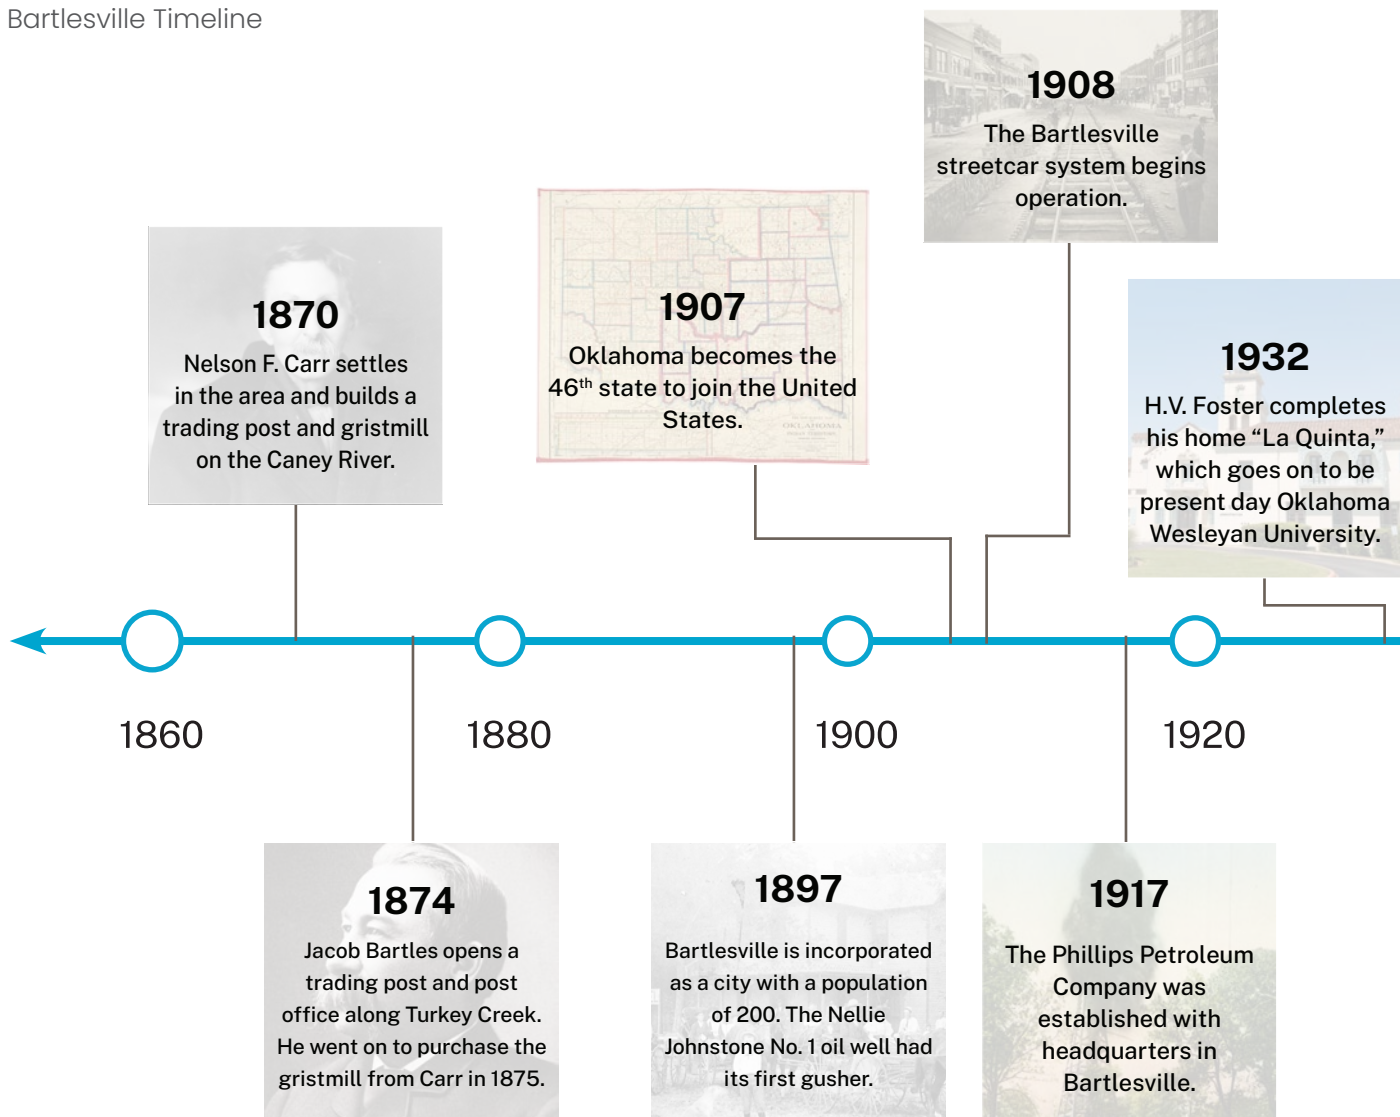 Bartlesville Timeline
1908
The Bartlesville
streetcar system begins
operation.
1907
Oklahoma becomes the
46th state to join the United
States.
OKLAHOMA
1870
Nelson F. Carr settles
in the area and builds a
trading post and gristmill
on the Caney River.
1932
H.V. Foster completes
his home “La Quinta,”
which goes on to be
present day Oklahoma
Wesleyan University.
1860
1880
1900
1920
1874
Jacob Bartles opens a
trading post and post
office along Turkey Creek.
He went on to purchase the
gristmill from Carr in 1875.
1897
Bartlesville is incorporated
as a city with a population
of 200. The Nellie
Johnstone No. 1 oil well had
its first gusher.
1917
The Phillips Petroleum
Company was
established with
headquarters in
Bartlesville.